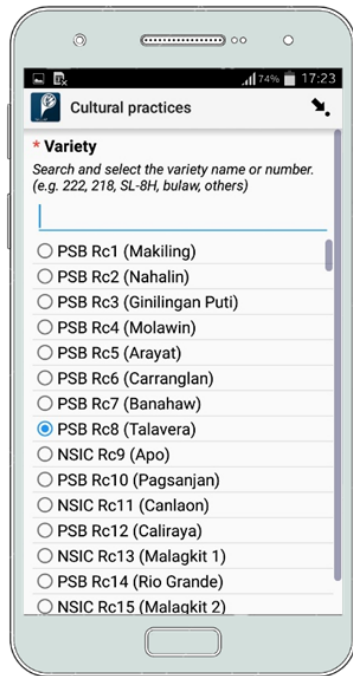 74% 17:23
Cultural practices
* Variety
Search and select the variety name or number.
(e.g. 222, 218, SL-8H, bulaw, others)
PSB Rc1 (Makiling)
PSB Rc2 (Nahalin)
PSB Rc3 (Ginilingan Puti)
PSB Rc4 (Molawin)
PSB Rc5 (Arayat)
PSB Rc6 (Carranglan)
PSB Rc7 (Banahaw)
PSB Rc8 (Talavera)
NSIC Rc9 (Apo)
PSB Rc10 (Pagsanjan)
NSIC Rc11 (Canlaon)
PSB Rc12 (Caliraya)
NSIC Rc13 (Malagkit 1)
PSB Rc14 (Rio Grande)
NSIC Rc15 (Malagkit 2)